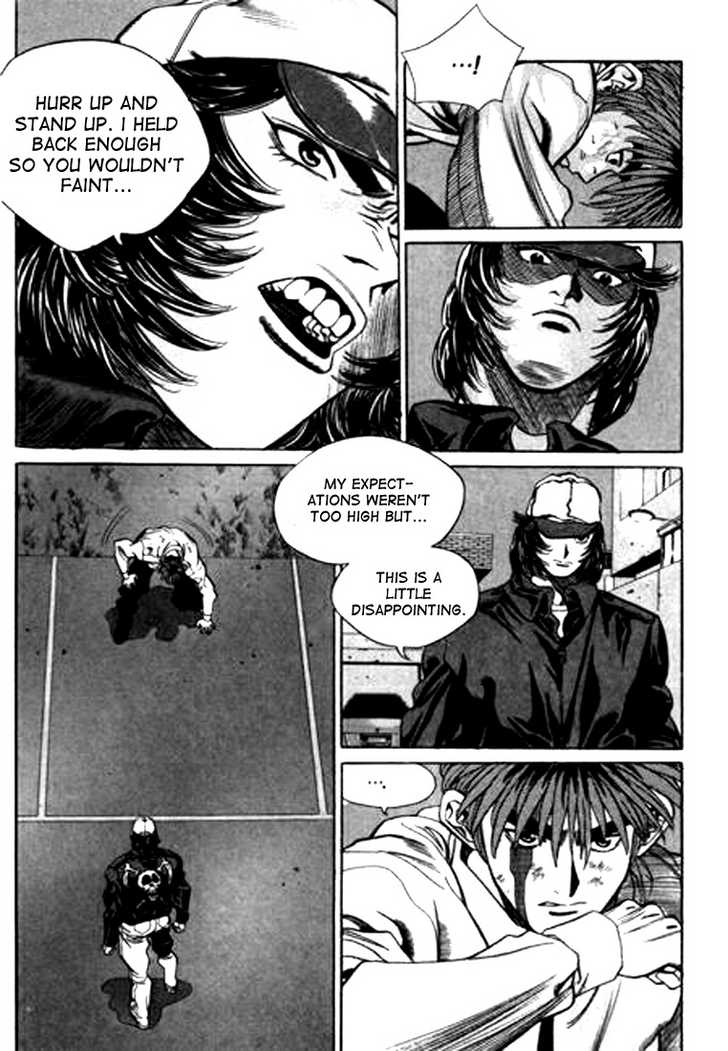 HURR UP AND
STAND UP. I HELD
BACK ENOUGH
SO YOU WOULDN'T
FAINT...
...!
MY EXPECT-
ATIONS WEREN'T
TOO HIGH BUT...
THIS IS A
LITTLE
DISAPPOINTING.
...